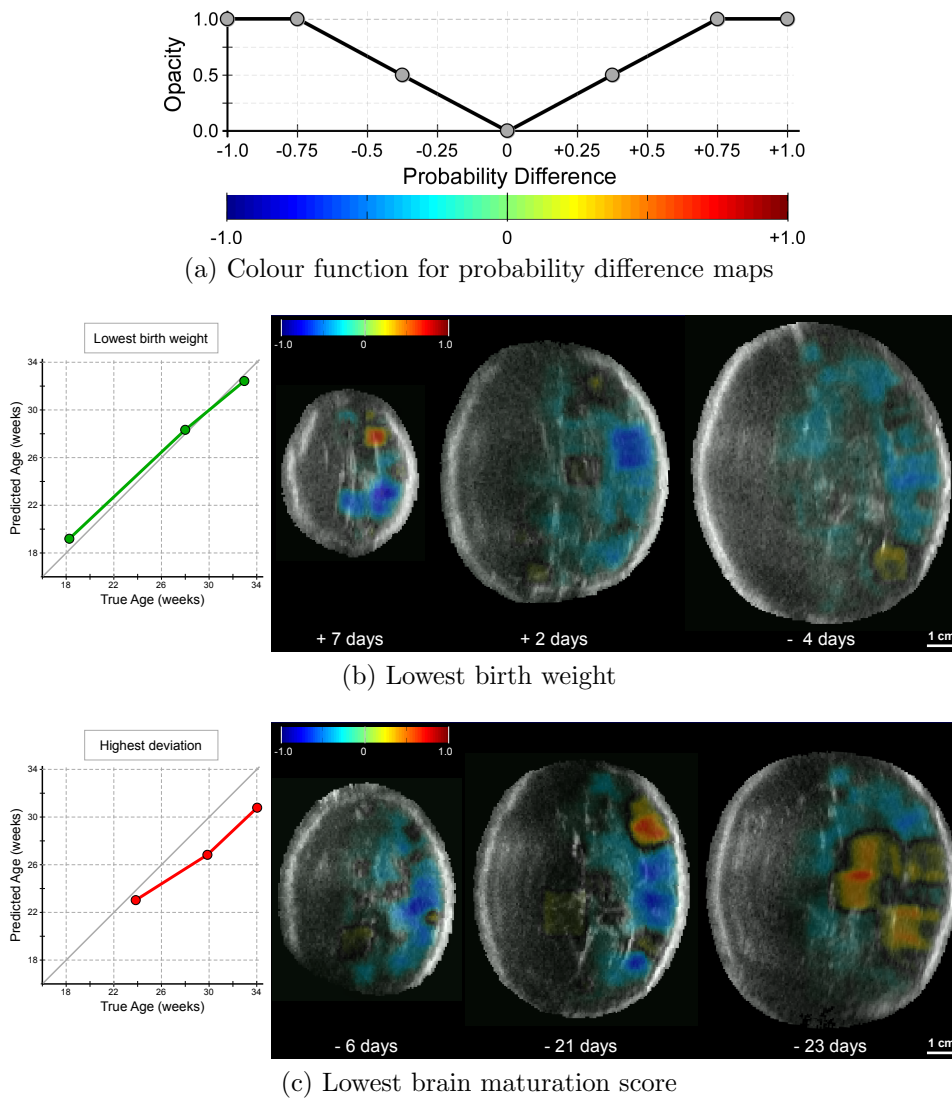 1.0
0.5
0.0
Opacity
-1.0 -0.75 -0.5 -0.25 0 +0.25 +0.5 +0.75 +1.0
Probability Difference
-1.0 0 +1.0
(a) Colour function for probability difference maps
Lowest birth weight
34
30
26
22
18
Predicted Age (weeks)
18 22 26 30 34
True Age (weeks)
-1.0 0 1.0
+ 7 days + 2 days - 4 days
1 cm
(b) Lowest birth weight
Highest deviation
34
30
26
22
18
Predicted Age (weeks)
18 22 26 30 34
True Age (weeks)
-1.0 0 1.0
- 6 days - 21 days - 23 days
1 cm
(c) Lowest brain maturation score